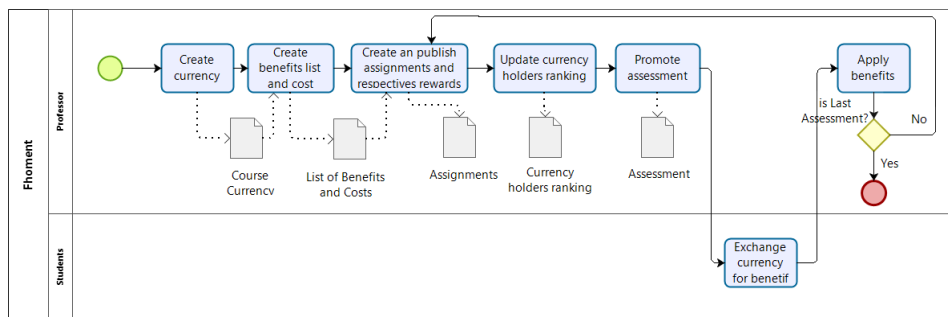 Fhoment
Professor
Create
currency
Create
benefits list
and cost
Create an publish
assignments and
respectives rewards
Update currency
holders ranking
Promote
assessment
Apply
benefits
is Last
Assessment?
No
Yes
Course
Currency
List of Benefits
and Costs
Assignments
Currency
holders ranking
Assessment
Students
Exchange
currency
for benetif